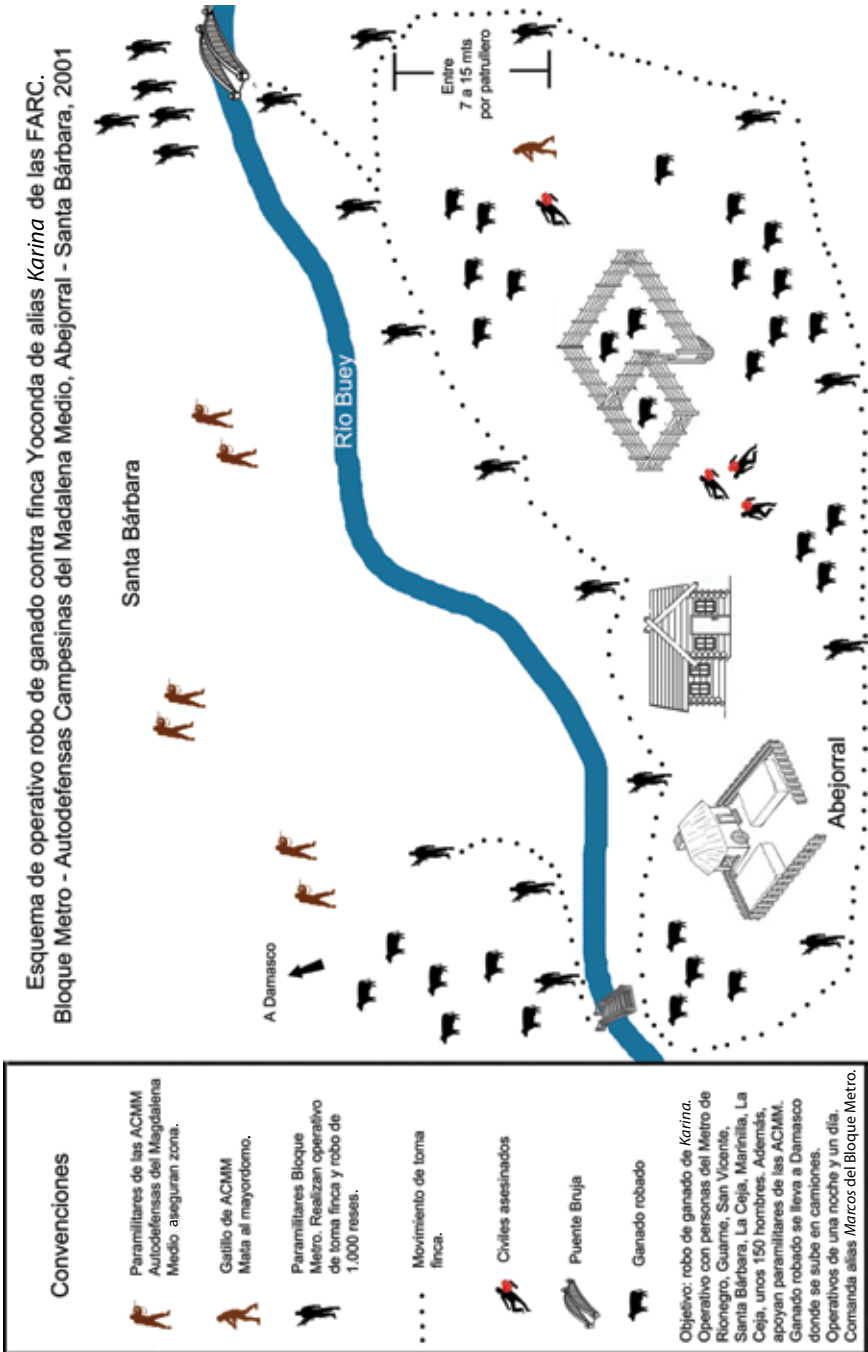 Esquema de operativo robo de ganado contra finca Yoconda de alias Karina de las FARC.
Bloque Metro - Autodefensas Campesinas del Madalena Medio, Abejorral - Santa Bárbara, 2001
Convenciones
Paramilitares de las ACMM
Autodefensas del Magdalena
Medio aseguran zona.
Gatillo de ACMM
Mata al mayordomo.
Paramilitares Bloque
Metro. Realizan operativo
de toma finca y robo de
1.000 reses.
Movimiento de toma
finca.
Civiles asesinados
Puente Bruja
Ganado robado
Objetivo: robo de ganado de Karina.
Operativo con personas del Metro de
Rionegro, Guarne, San Vicente,
Santa Bárbara, La Ceja, Marinilla, La
Ceja, unos 150 hombres. Además,
apoyan paramilitares de las ACMM.
Ganado robado se lleva a Damasco
donde se sube en camiones.
Operativos de una noche y un día.
Comanda alias Marcos del Bloque Metro.
A Damasco
Santa Bárbara
Río Buey
Entre
7 a 15 mts
por patrullero
Abejorral